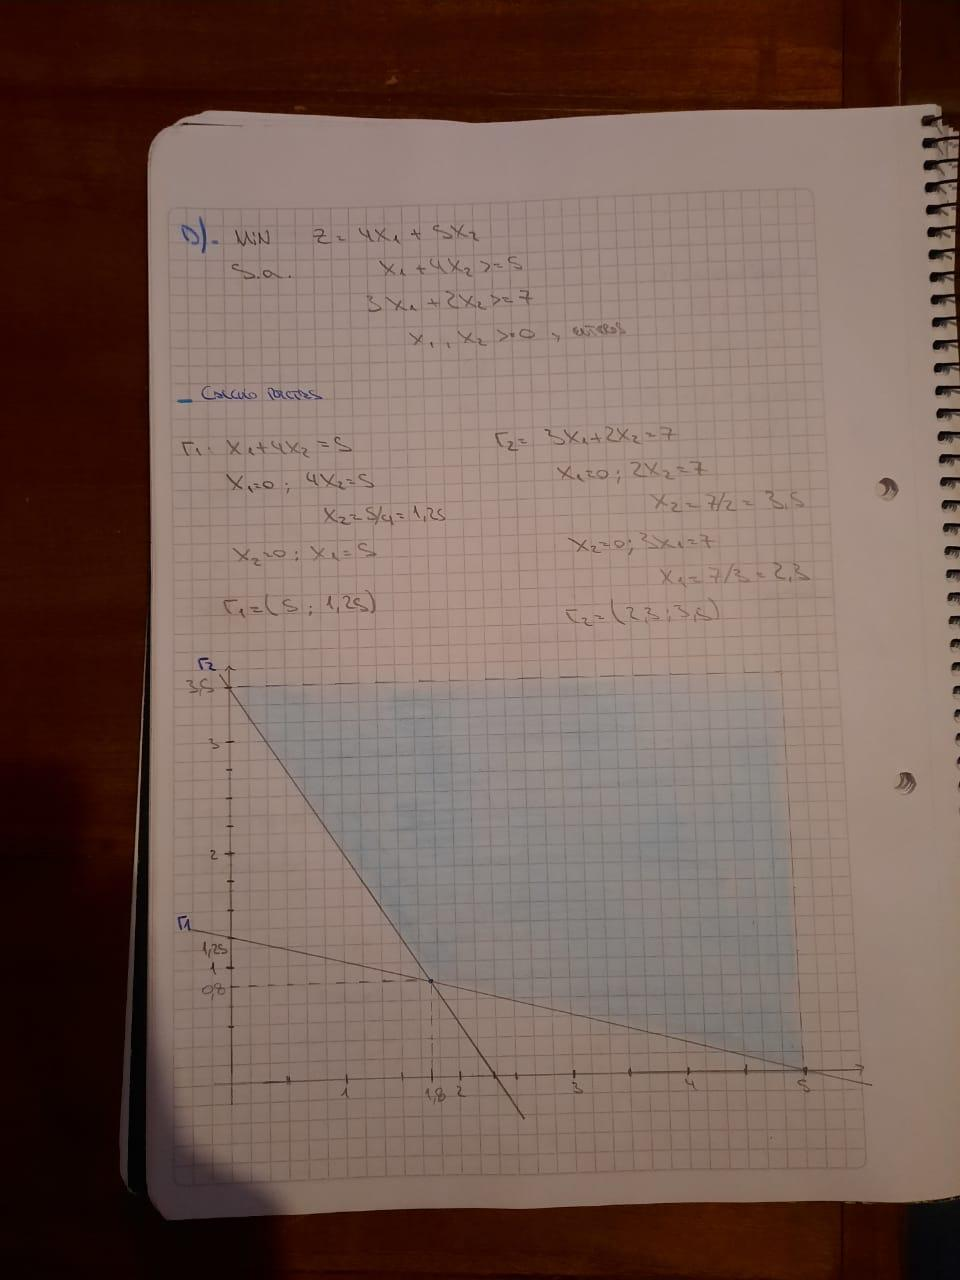 D).- MIN Z = 4X1 + 5X2
S.a. X1 + 4X2 >= 5
3X1 + 2X2 >= 7
X1, X2 >= 0, enteros
- Calculo Rectas
r1: X1 + 4X2 = 5
X1=0; 4X2=5
X2 = 5/4 = 1,25
X2=0; X1 = 5
r1 = (5; 1,25)
r2 = 3X1 + 2X2 = 7
X1=0; 2X2 = 7
X2 = 7/2 = 3,5
X2=0; 3X1=7
X1 = 7/3 = 2,3
r2 = (2,3; 3,5)
r2
3,5
3
2
r1
1,25
1
0,8
1 1,8 2 3 4 5